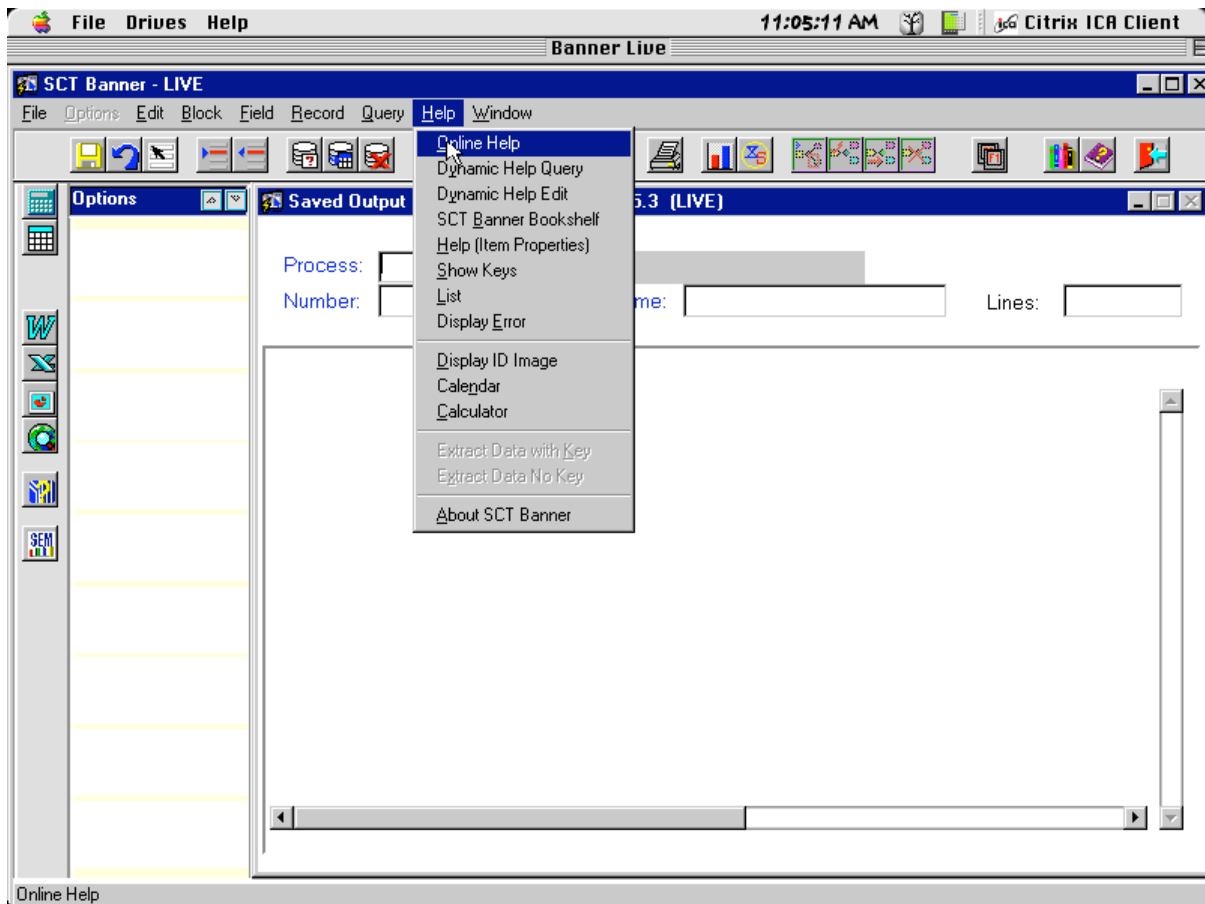 File Drives Help 11:05:11 AM Citrix ICA Client
Banner Live
SCT Banner - LIVE
File Options Edit Block Field Record Query Help Window
Options
Saved Output 5.3 (LIVE)
Online Help
Dynamic Help Query
Dynamic Help Edit
SCT Banner Bookshelf
Help (Item Properties)
Show Keys
List
Display Error
Display ID Image
Calendar
Calculator
Extract Data with Key
Extract Data No Key
About SCT Banner
Process:
Number: me: Lines:
SEM
Online Help